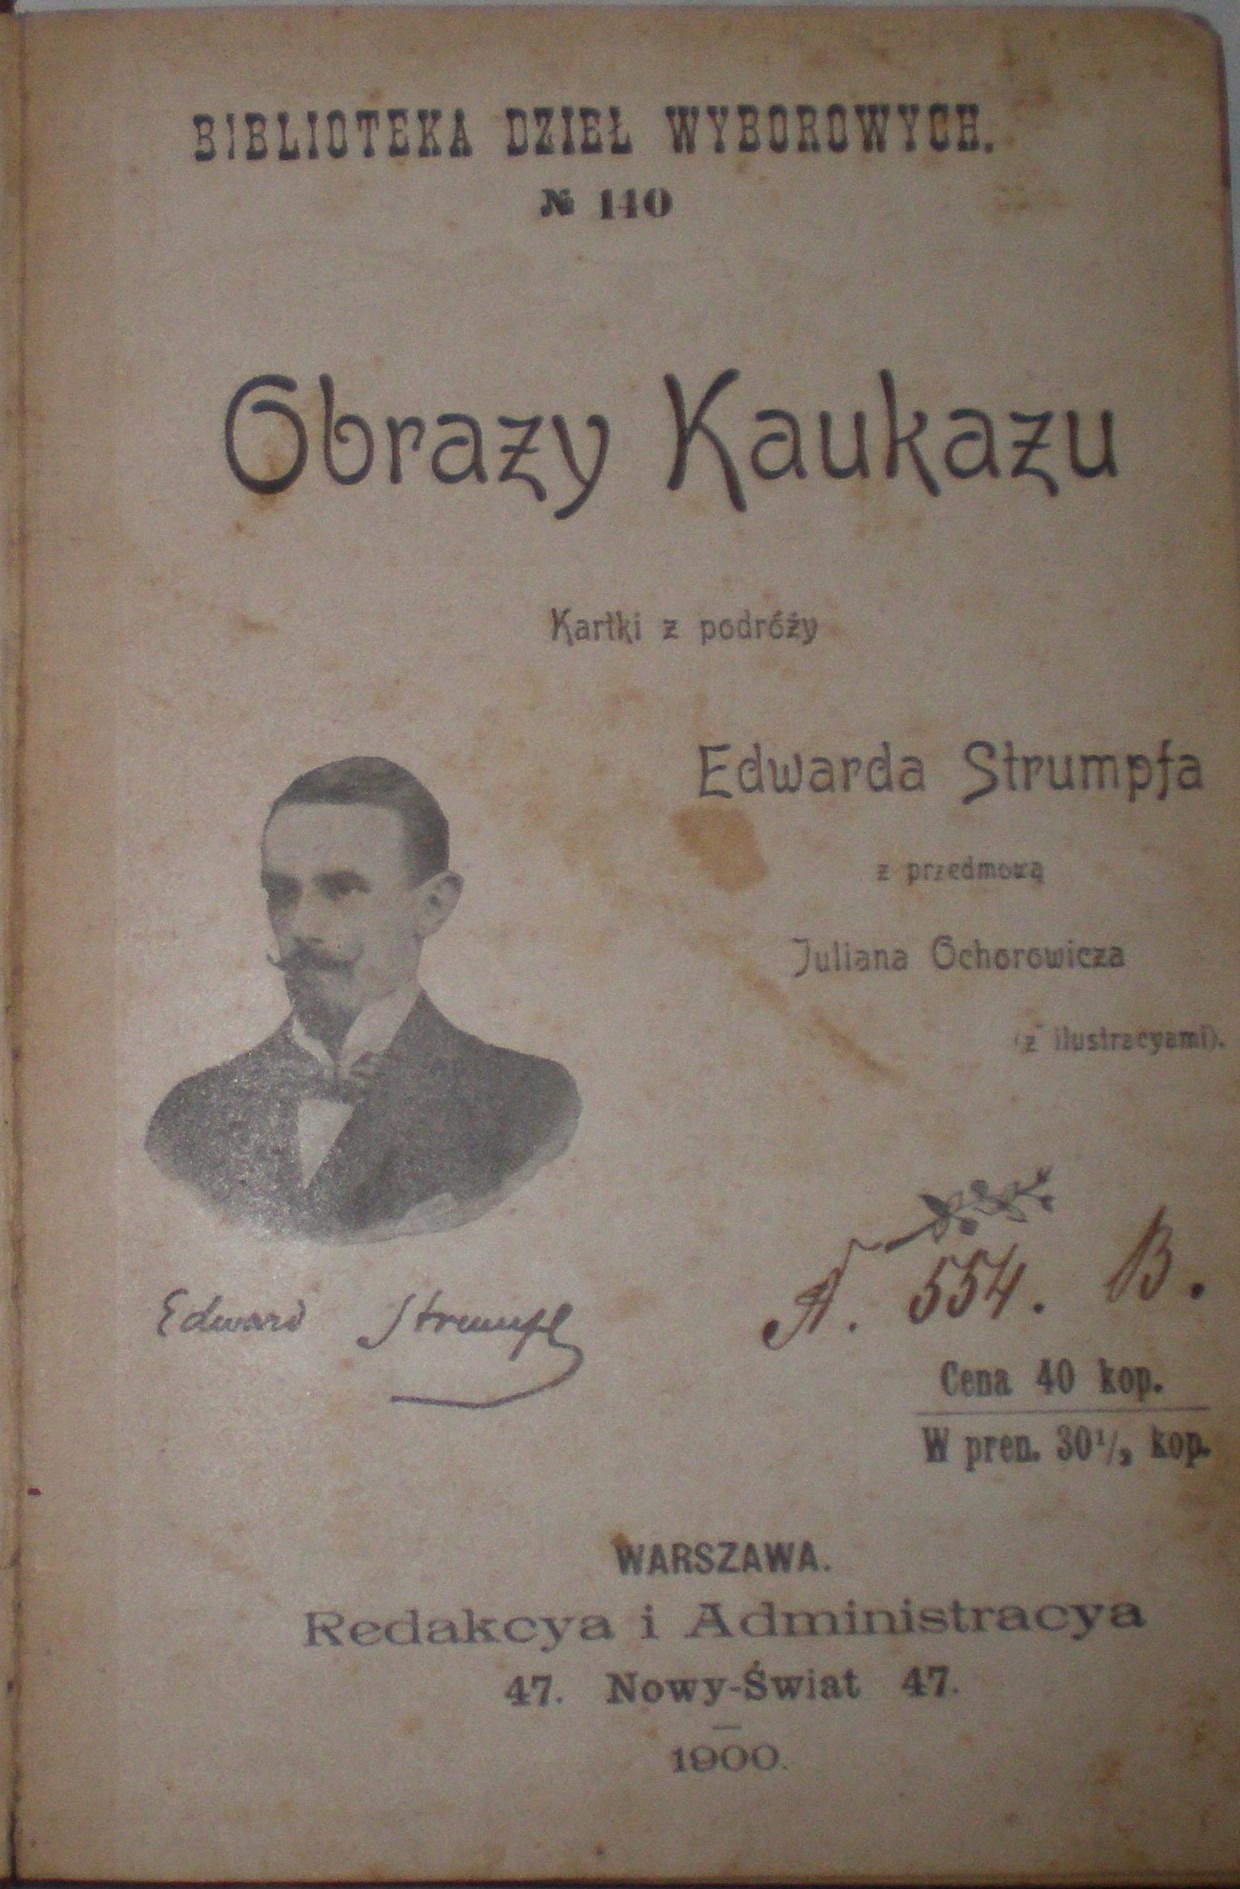 BIBLIOTEKA DZIEŁ WYBOROWYCH.
№ 140
Obrazy Kaukazu
Kartki z podróży
Edwarda Strumpfa
z przedmową
Juliana Ochorowicza
(z ilustracyami).
Edward Strumpf
A. 554. B.
Cena 40 kop.
W pren. 30½ kop.
WARSZAWA.
Redakcya i Administracya
47. Nowy-Świat 47.
1900.